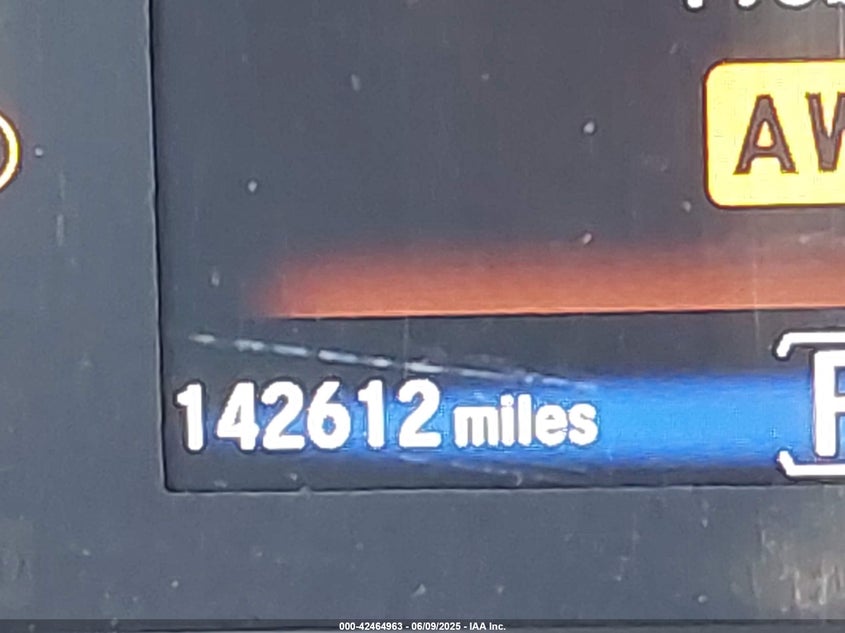 AW
142612 miles
P
000-42464963 - 06/09/2025 - IAA Inc.